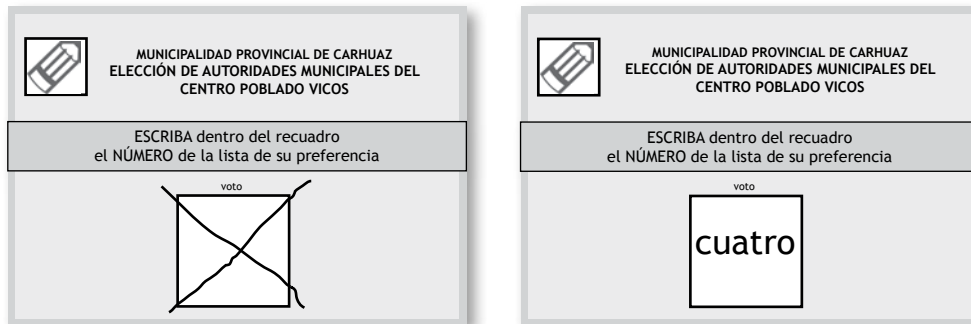 MUNICIPALIDAD PROVINCIAL DE CARHUAZ
ELECCIÓN DE AUTORIDADES MUNICIPALES DEL
CENTRO POBLADO VICOS
ESCRIBA dentro del recuadro
el NÚMERO de la lista de su preferencia
voto
MUNICIPALIDAD PROVINCIAL DE CARHUAZ
ELECCIÓN DE AUTORIDADES MUNICIPALES DEL
CENTRO POBLADO VICOS
ESCRIBA dentro del recuadro
el NÚMERO de la lista de su preferencia
voto
cuatro